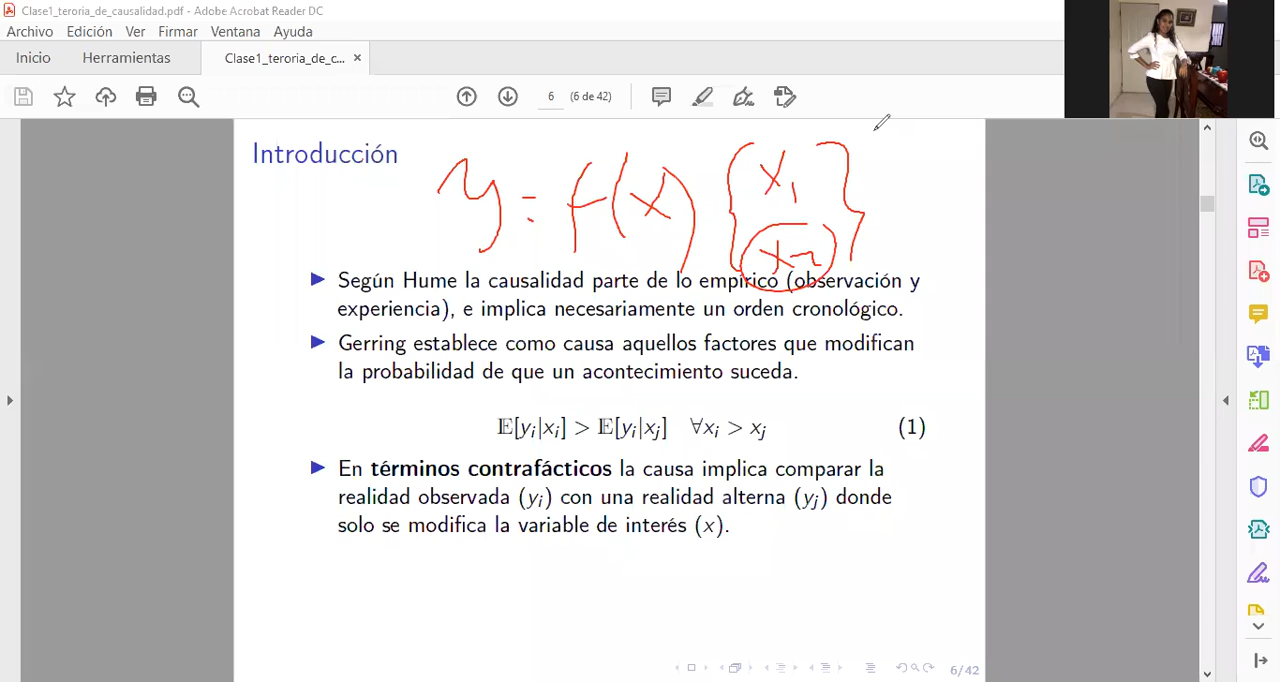 Clase1_teroria_de_causalidad.pdf - Adobe Acrobat Reader DC
Archivo Edición Ver Firmar Ventana Ayuda
Inicio Herramientas Clase1_teroria_de_c... ×
6 (6 de 42)
Introducción
y = f(x) { x1 }
x2
▶ Según Hume la causalidad parte de lo empírico (observación y
experiencia), e implica necesariamente un orden cronológico.
▶ Gerring establece como causa aquellos factores que modifican
la probabilidad de que un acontecimiento suceda.
𝔼[yᵢ|xᵢ] > 𝔼[yᵢ|xⱼ] ∀xᵢ > xⱼ (1)
▶ En términos contrafácticos la causa implica comparar la
realidad observada (yᵢ) con una realidad alterna (yⱼ) donde
solo se modifica la variable de interés (x).
6/42